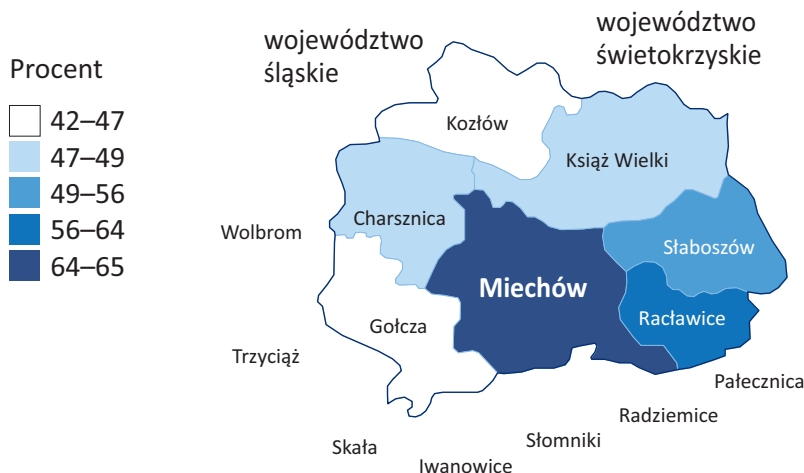 województwo
śląskie
województwo
świetokrzyskie
Procent
42–47
47–49
49–56
56–64
64–65
Kozłów
Książ Wielki
Charsznica
Wolbrom
Słaboszów
Miechów
Gołcza
Racławice
Trzyciąż
Pałecznica
Radziemice
Słomniki
Skała
Iwanowice